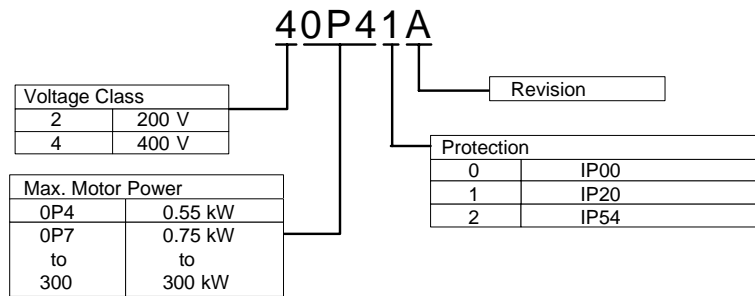 40P41A
Revision
Voltage Class
2 200 V
4 400 V
Protection
0 IP00
1 IP20
2 IP54
Max. Motor Power
0P4 0.55 kW
0P7 0.75 kW
to to
300 300 kW